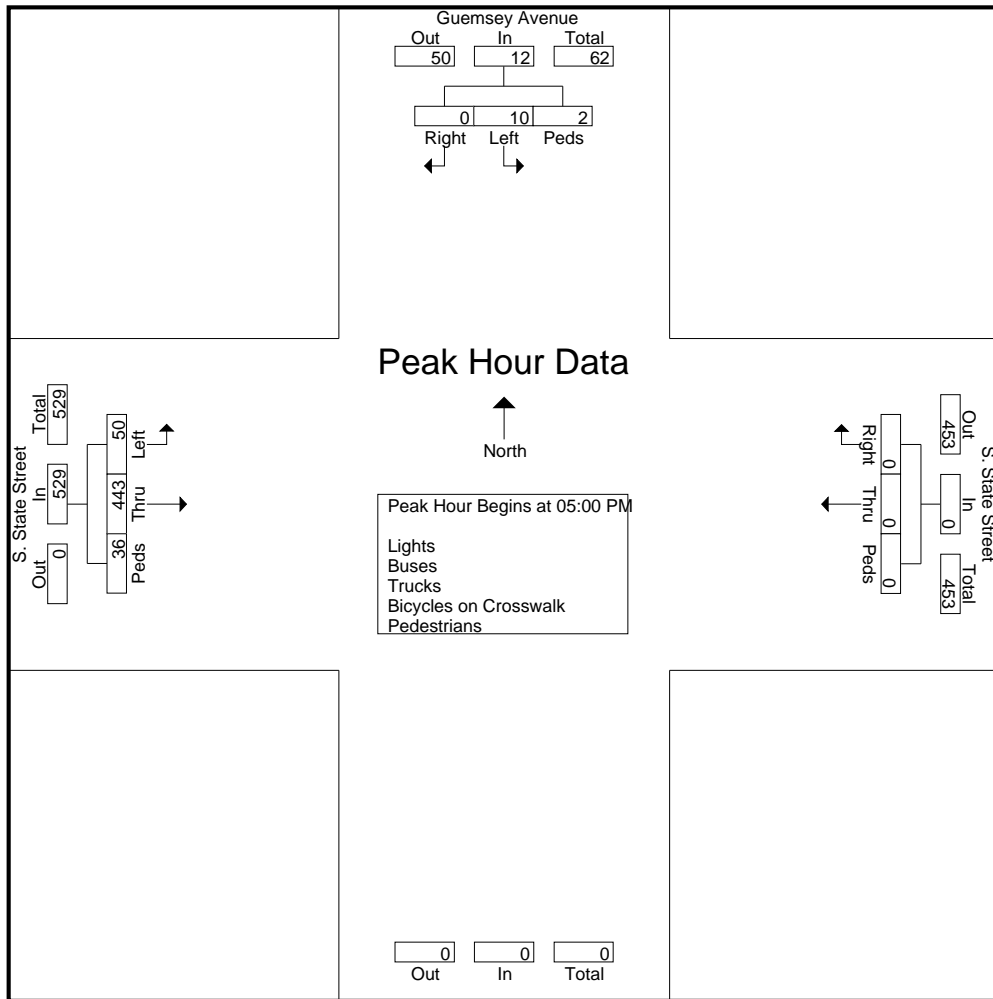 Guemsey Avenue
Out In Total
50 12 62
0 10 2
Right Left Peds
Peak Hour Data
North
Peak Hour Begins at 05:00 PM
Lights
Buses
Trucks
Bicycles on Crosswalk
Pedestrians
S. State Street
Out In Total
0 529 529
Left Thru Peds
50 443 36
S. State Street
Out In Total
453 0 453
Right Thru Peds
0 0 0
0 0 0
Out In Total